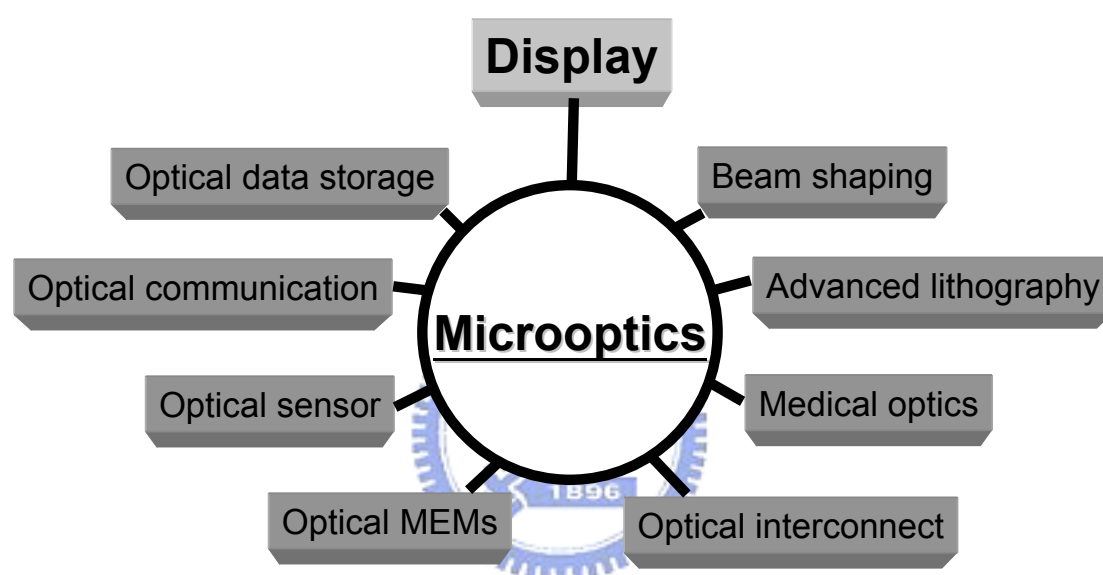 Display
Optical data storage
Beam shaping
Optical communication
Advanced lithography
Microoptics
Optical sensor
Medical optics
1896
Optical MEMs
Optical interconnect